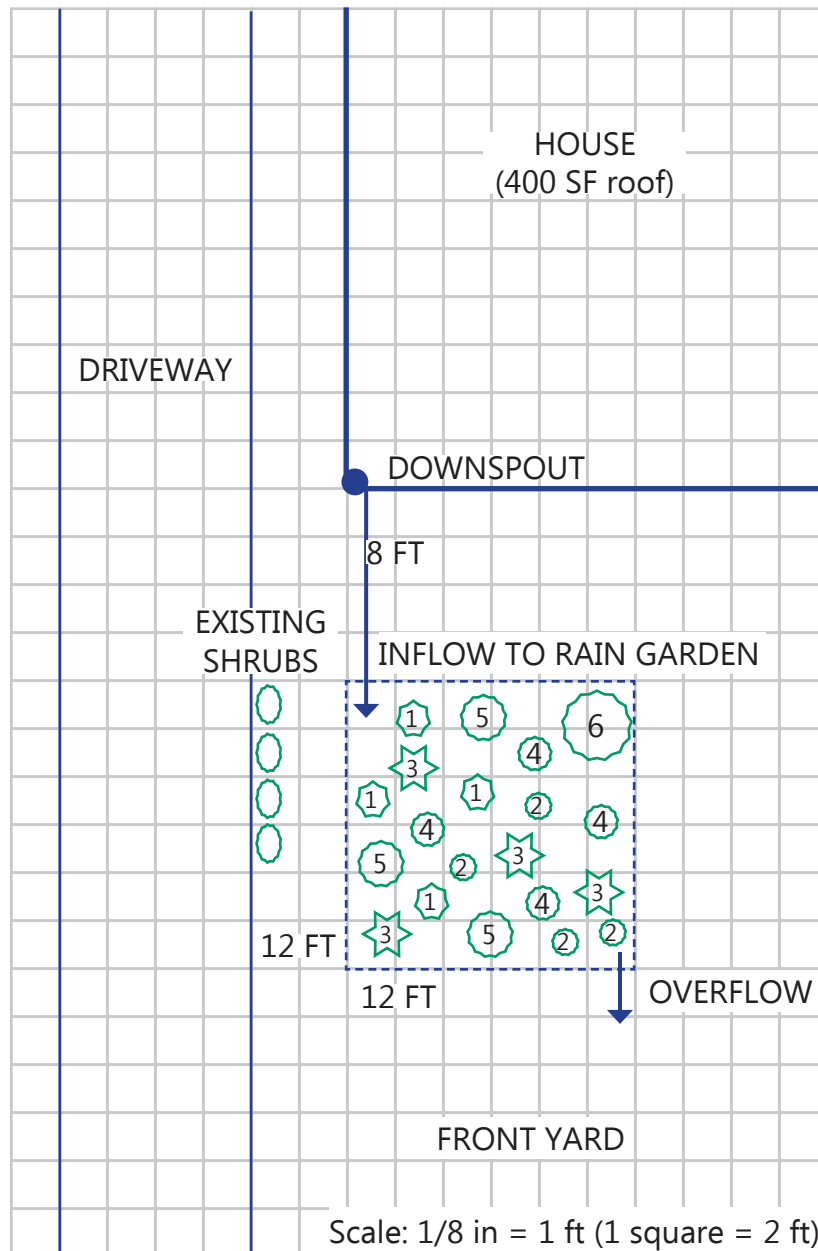 HOUSE
(400 SF roof)
DRIVEWAY
DOWNSPOUT
8 FT
EXISTING
SHRUBS
INFLOW TO RAIN GARDEN
1
5
6
4
3
1
1
2
4
4
5
2
3
3
1
4
3
5
2
2
12 FT
12 FT
OVERFLOW
FRONT YARD
Scale: 1/8 in = 1 ft (1 square = 2 ft)